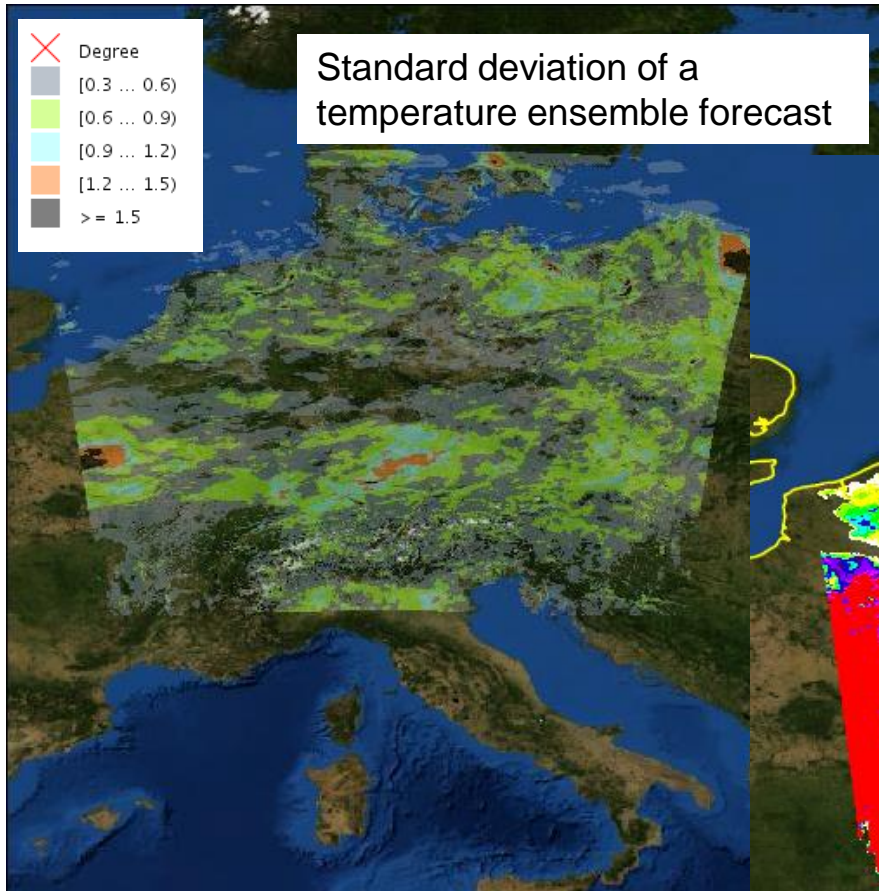 Degree
[0.3 ... 0.6)
[0.6 ... 0.9)
[0.9 ... 1.2)
[1.2 ... 1.5)
>= 1.5
Standard deviation of a
temperature ensemble forecast